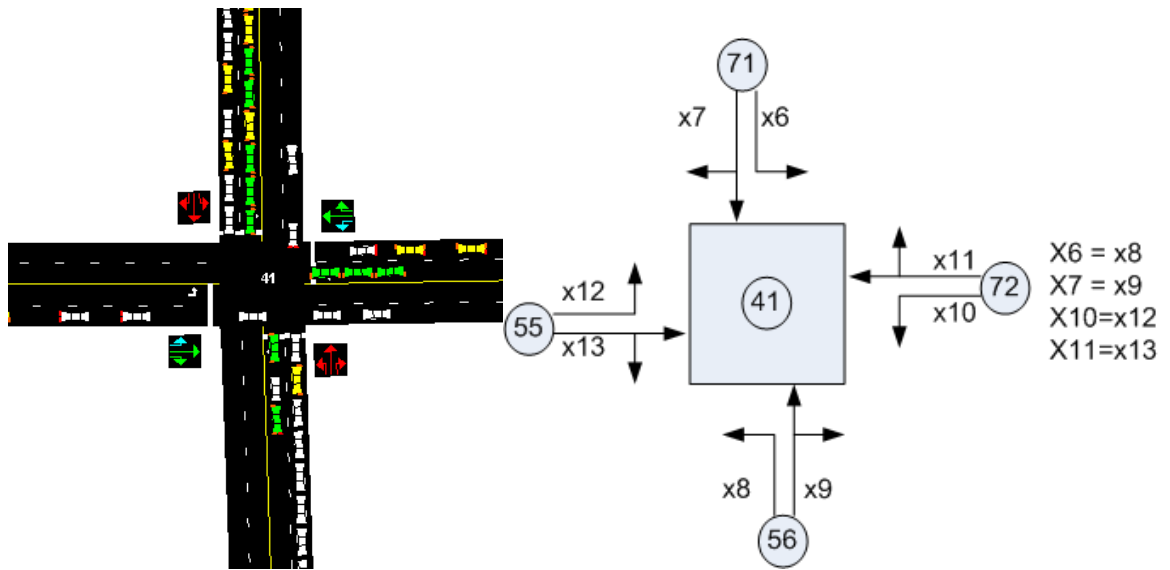 41
71
x7
x6
x11
72
x10
x12
55
x13
41
x8
x9
56
X6 = x8
X7 = x9
X10=x12
X11=x13